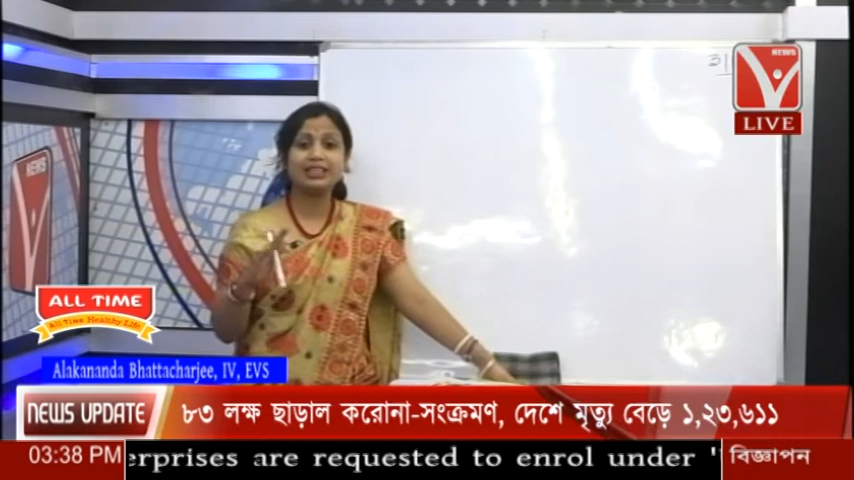 NEWS
LIVE
NEWS
ALL TIME
All Time Healthy Life
Alakananda Bhattacharjee, IV, EVS
NEWS UPDATE
৮৩ লক্ষ ছাড়াল করোনা-সংক্রমণ, দেশে মৃত্যু বেড়ে ১,২৩,৬১১
03:38 PM
erprises are requested to enrol under '
বিজ্ঞাপন